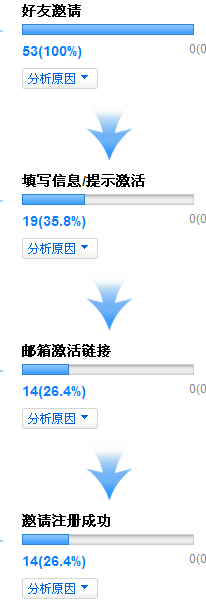 好友邀请
53(100%)
0(0
分析原因
填写信息/提示激活
19(35.8%)
0(0
分析原因
邮箱激活链接
14(26.4%)
0(0
分析原因
邀请注册成功
14(26.4%)
0(0
分析原因